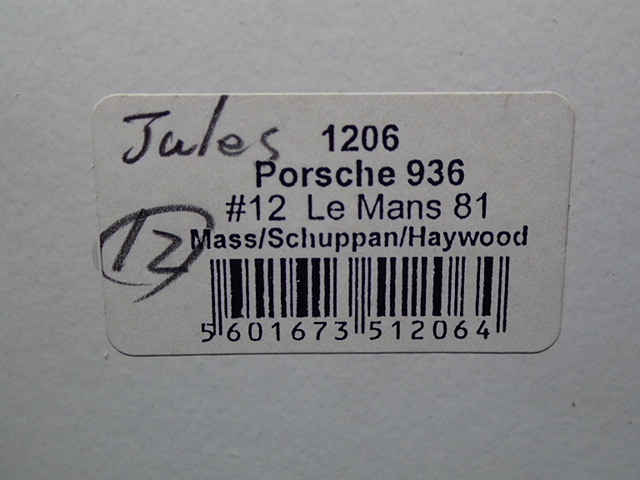 Jules 1206
Porsche 936
#12 Le Mans 81
12 Mass/Schuppan/Haywood
5 601673 512064